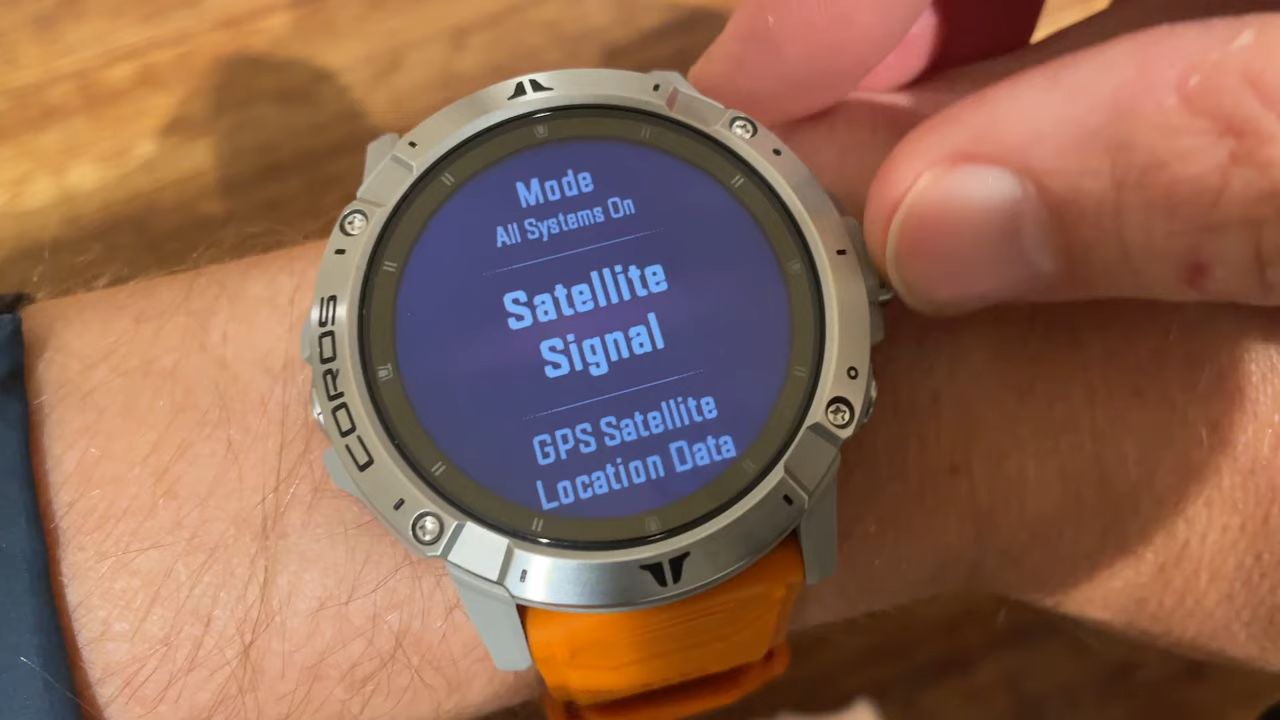 Mode
All Systems On
Satellite
Signal
GPS Satellite
Location Data
COROS